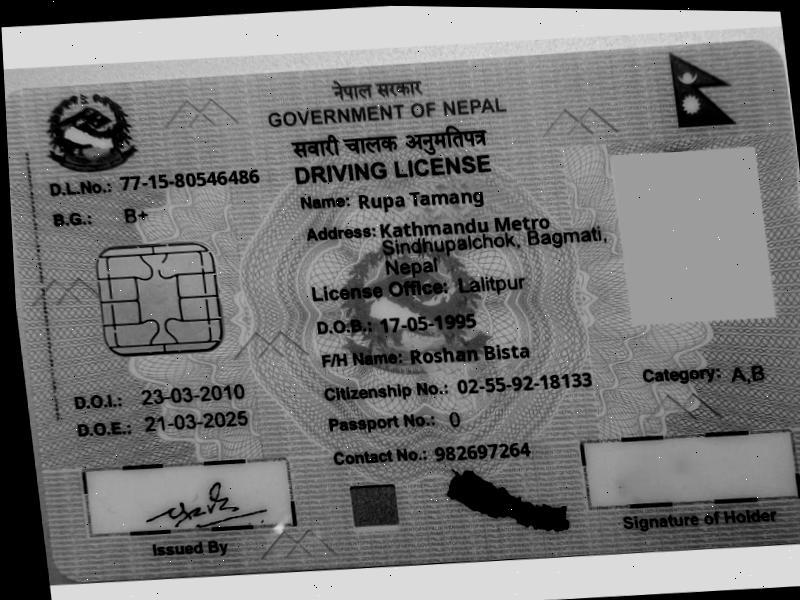 नेपाल सरकार
GOVERNMENT OF NEPAL
सवारी चालक अनुमतिपत्र
DRIVING LICENSE
D.L.No.: 77-15-80546486
B.G.: B+
Name: Rupa Tamang
Address: Kathmandu Metro
Sindhupalchok, Bagmati,
Nepal
License Office: Lalitpur
D.O.B.: 17-05-1995
F/H Name: Roshan Bista
Citizenship No.: 02-55-92-18133
Category: A,B
Passport No.: 0
Contact No.: 982697264
D.O.I.: 23-03-2010
D.O.E.: 21-03-2025
Issued By
Signature of Holder